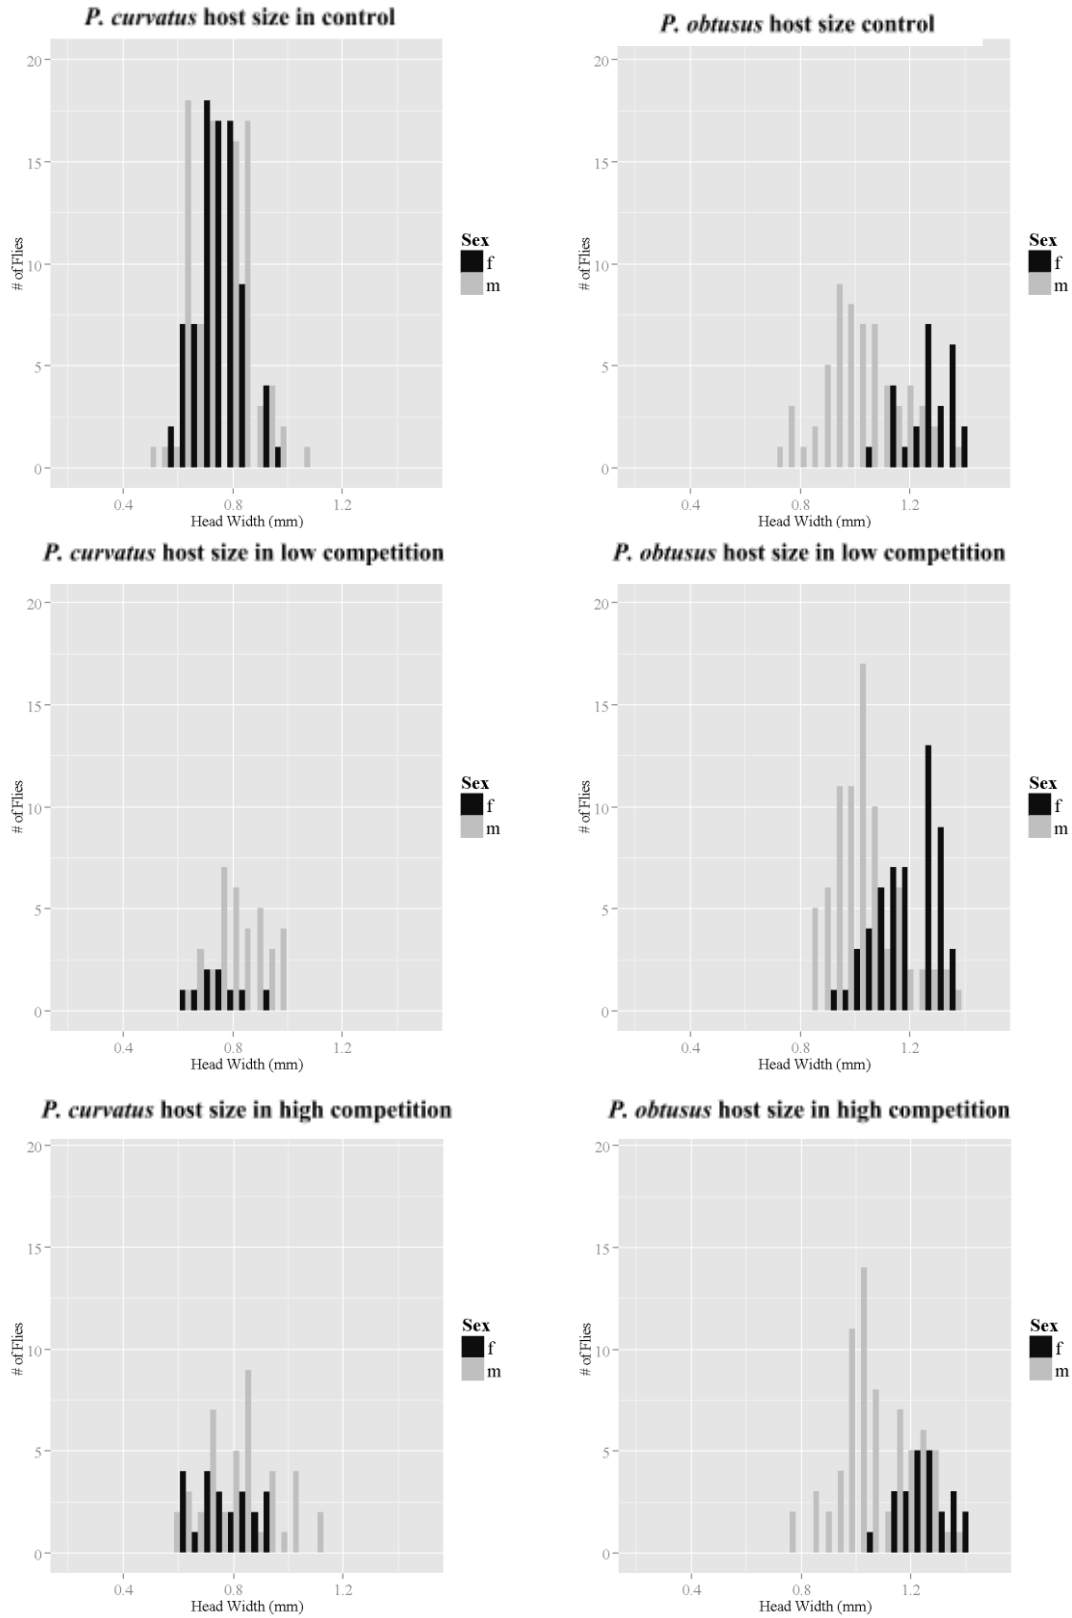 P. curvatus host size in control
20
15
10
5
0
# of Flies
0.4 0.8 1.2
Head Width (mm)
Sex
f
m
P. obtusus host size control
20
15
10
5
0
# of Flies
0.4 0.8 1.2
Head Width (mm)
Sex
f
m
P. curvatus host size in low competition
20
15
10
5
0
# of Flies
0.4 0.8 1.2
Head Width (mm)
Sex
f
m
P. obtusus host size in low competition
20
15
10
5
0
# of Flies
0.4 0.8 1.2
Head Width (mm)
Sex
f
m
P. curvatus host size in high competition
20
15
10
5
0
# of Flies
0.4 0.8 1.2
Head Width (mm)
Sex
f
m
P. obtusus host size in high competition
20
15
10
5
0
# of Flies
0.4 0.8 1.2
Head Width (mm)
Sex
f
m